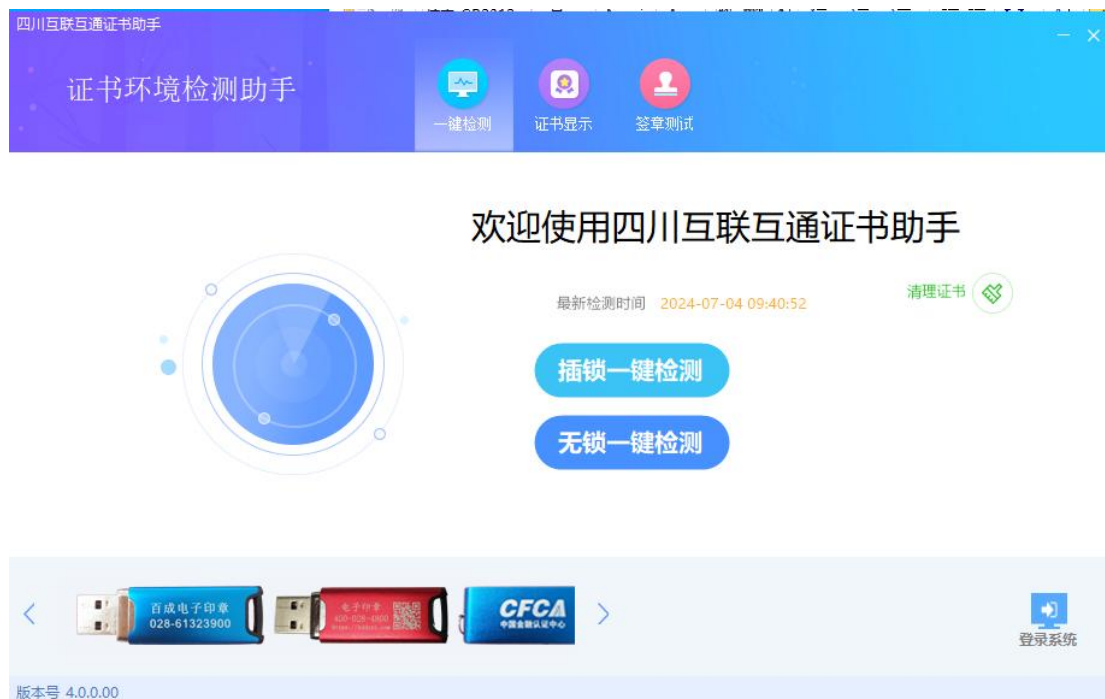 四川互联互通证书助手
证书环境检测助手
一键检测
证书显示
签章测试
欢迎使用四川互联互通证书助手
最新检测时间 2024-07-04 09:40:52
清理证书
插锁一键检测
无锁一键检测
百成电子印章
028-61323900
电子印章
400-028-4800
CFCA
中国金融认证中心
登录系统
版本号 4.0.0.00